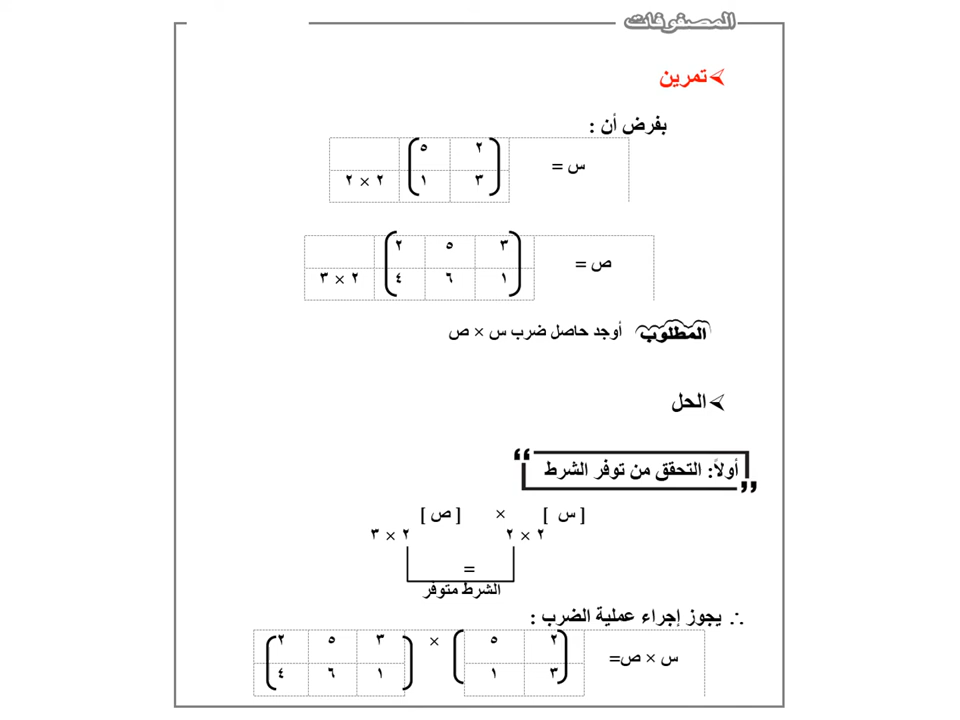 المصفوفات
تمرين
بفرض أن :
٢ ٥
س =
٣ ١ ٢ × ٢
٣ ٥ ٢
ص =
١ ٦ ٤ ٢ × ٣
المطلوب أوجد حاصل ضرب س × ص
الحل
أولاً: التحقق من توفر الشرط
[ س ] × [ ص ]
٢ × ٢ ٢ × ٣
=
الشرط متوفر
∴ يجوز إجراء عملية الضرب :
٢ ٥ × ٣ ٥ ٢
س × ص=
٣ ١ ١ ٦ ٤